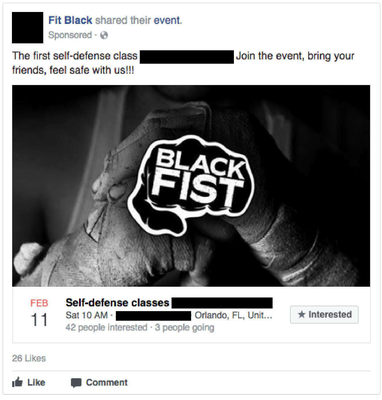 Fit Black shared their event.
Sponsored ·
The first self-defense class Join the event, bring your
friends, feel safe with us!!!
BLACK
FIST
FEB
11
Self-defense classes
Sat 10 AM · Orlando, FL, Unit...
42 people interested · 3 people going
★ Interested
26 Likes
Like Comment